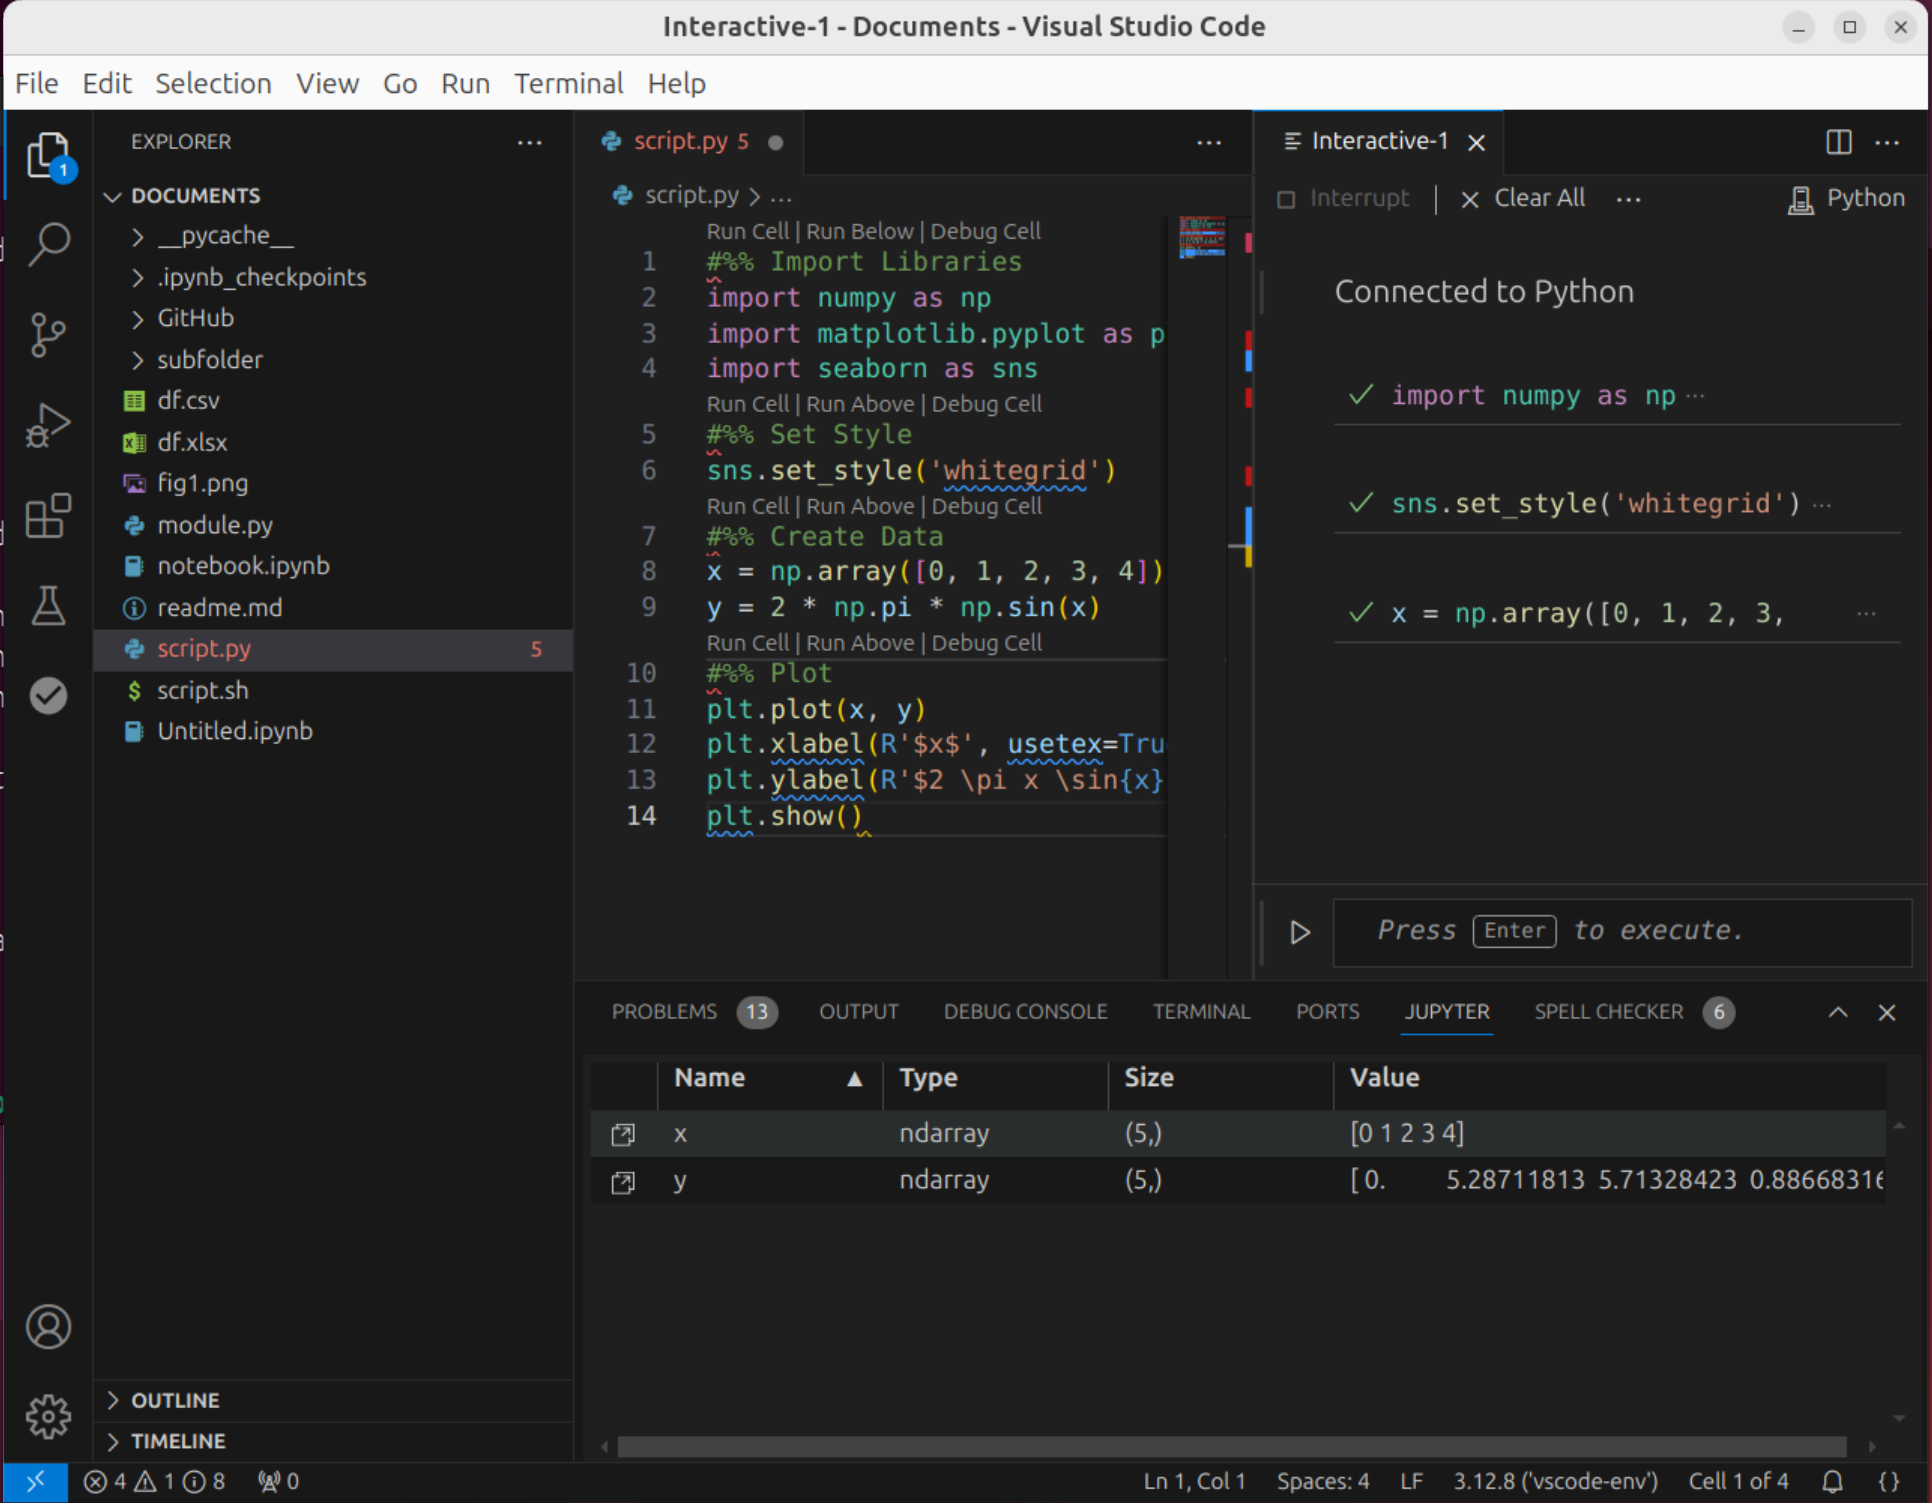 Interactive-1 - Documents - Visual Studio Code
File Edit Selection View Go Run Terminal Help
EXPLORER
1
DOCUMENTS
__pycache__
.ipynb_checkpoints
GitHub
subfolder
df.csv
df.xlsx
fig1.png
module.py
notebook.ipynb
readme.md
script.py 5
script.sh
Untitled.ipynb
OUTLINE
TIMELINE
script.py 5
script.py > ...
Run Cell | Run Below | Debug Cell
1 #%% Import Libraries
2 import numpy as np
3 import matplotlib.pyplot as p
4 import seaborn as sns
Run Cell | Run Above | Debug Cell
5 #%% Set Style
6 sns.set_style('whitegrid')
Run Cell | Run Above | Debug Cell
7 #%% Create Data
8 x = np.array([0, 1, 2, 3, 4])
9 y = 2 * np.pi * np.sin(x)
Run Cell | Run Above | Debug Cell
10 #%% Plot
11 plt.plot(x, y)
12 plt.xlabel(R'$x$', usetex=Tru
13 plt.ylabel(R'$2 \pi x \sin{x}
14 plt.show()
Interactive-1
Interrupt | Clear All ... Python
Connected to Python
import numpy as np ...
sns.set_style('whitegrid') ...
x = np.array([0, 1, 2, 3, ...
Press Enter to execute.
PROBLEMS 13 OUTPUT DEBUG CONSOLE TERMINAL PORTS JUPYTER SPELL CHECKER 6
Name Type Size Value
x ndarray (5,) [0 1 2 3 4]
y ndarray (5,) [ 0. 5.28711813 5.71328423 0.88668316
4 1 8 0 Ln 1, Col 1 Spaces: 4 LF 3.12.8 ('vscode-env') Cell 1 of 4 {}